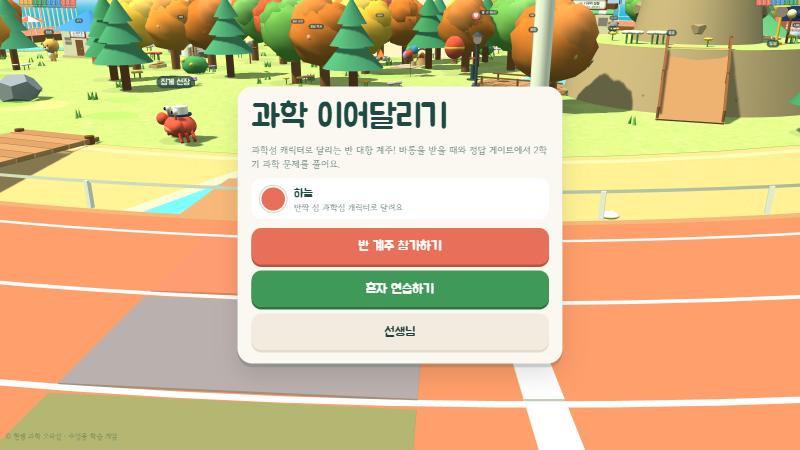 집게 선장
과학 이어달리기
과학섬 캐릭터로 달리는 반 대항 계주! 바통을 받을 때와 정답 게이트에서 2학
기 과학 문제를 풀어요.
하늘
반짝 섬 과학섬 캐릭터로 달려요
반 계주 참가하기
혼자 연습하기
선생님